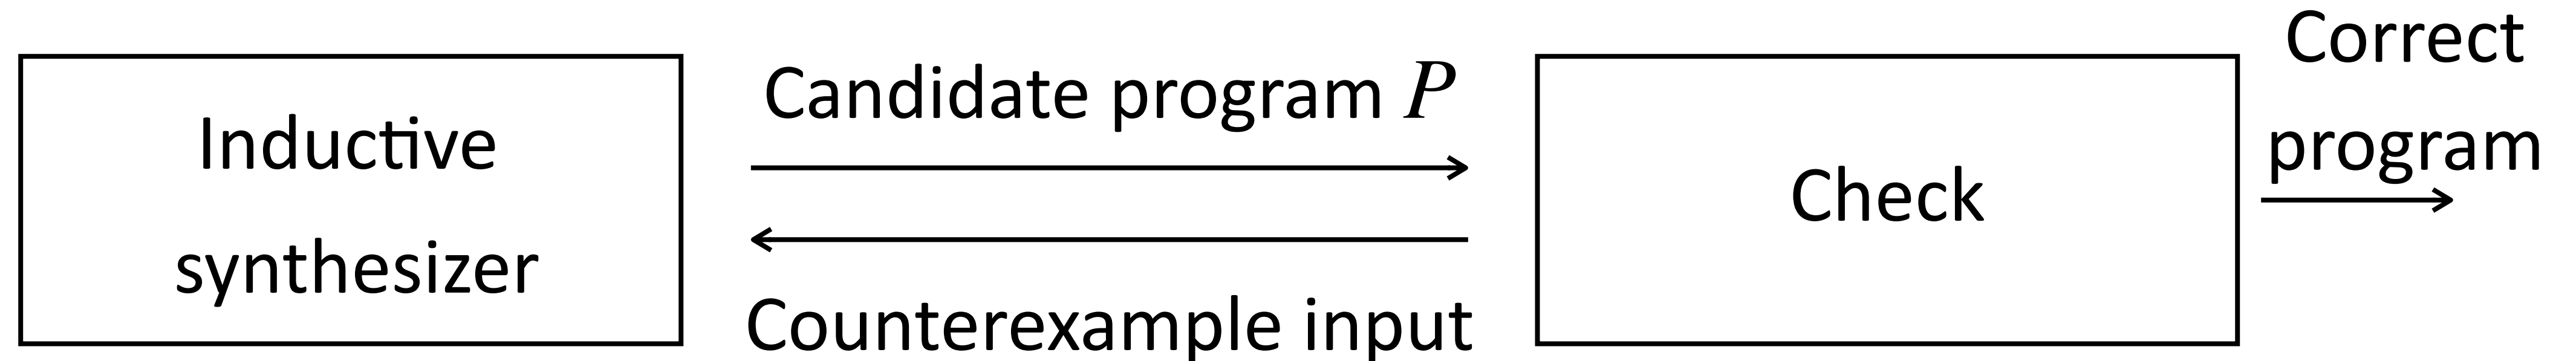 Inductive
synthesizer
Candidate program P
Counterexample input
Check
Correct
program